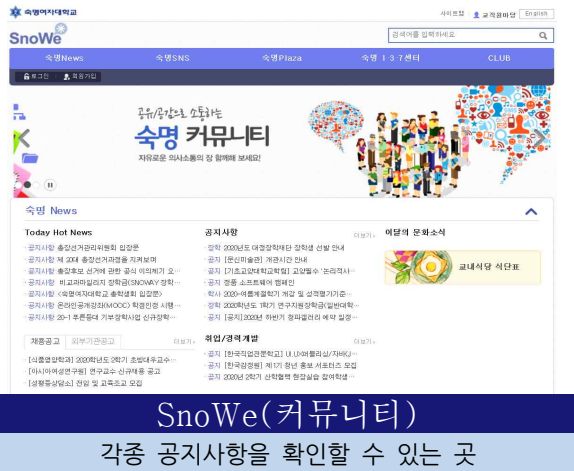 숙명여자대학교
사이트맵 교직원마당 English
SnoWe
검색어를 입력하세요
숙명News 숙명SNS 숙명Plaza 숙명 1·3·7센터 CLUB
로그인 회원가입
공유/공감으로 소통하는
숙명 커뮤니티
자유로운 의사소통의 장 함께해 보세요!
숙명 News
Today Hot News
· 공지사항 총장선거관리위원회 입장문
· 공지사항 제 20대 총장선거과정을 지켜보며
· 공지사항 총장후보 선거에 관한 공식 이의제기 요…
· 공지사항 비교과마일리지 장학금(SNOWAY 장학…
· 공지사항 <숙명여자대학교 총학생회 입장문>
· 공지사항 온라인공개강좌(MOOC) 학점인정 시행…
· 공지사항 20-1 푸른등대 기부장학사업 신규장학…
공지사항 더보기
· 장학 2020년도 대경장학재단 장학생 선발 안내
· 공지 [문신미술관] 개관시간 안내
· 공지 [기초교양대학교학팀] 교양필수 '논리적사…
· 공지 정품 소프트웨어 캠페인
· 학사 2020-여름계절학기 개강 및 성적평가기준…
· 장학 2020학년도 1학기 연구지원장학금(일반대학…
· 공지 [공지]2020년 하반기 청파갤러리 예약 일정…
이달의 문화소식
교내식당 식단표
채용공고 외부기관공고 더보기
· [식품영양학과] 2020학년도 2학기 초빙대우교수…
· [아시아여성연구원] 연구교수 신규채용 공고
· [성평등상담소] 전임 및 교육조교 모집
취업/경력개발 더보기
· 공지 [한국직업전문학교] UI,UX퍼블리싱/자바(J…
· 공지 [한국감정원] 제1기 청년 홍보 서포터즈 모집
· 공지 2020년 2학기 산학협력 현장실습 참여학생…
SnoWe(커뮤니티)
각종 공지사항을 확인할 수 있는 곳